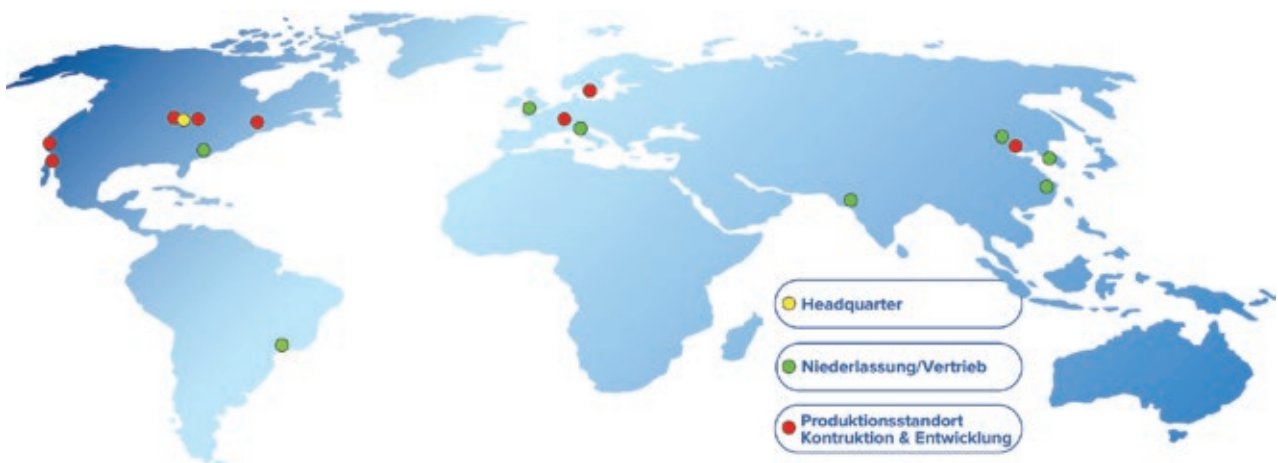 Headquarter
Niederlassung/Vertrieb
Produktionsstandort
Kontruktion & Entwicklung